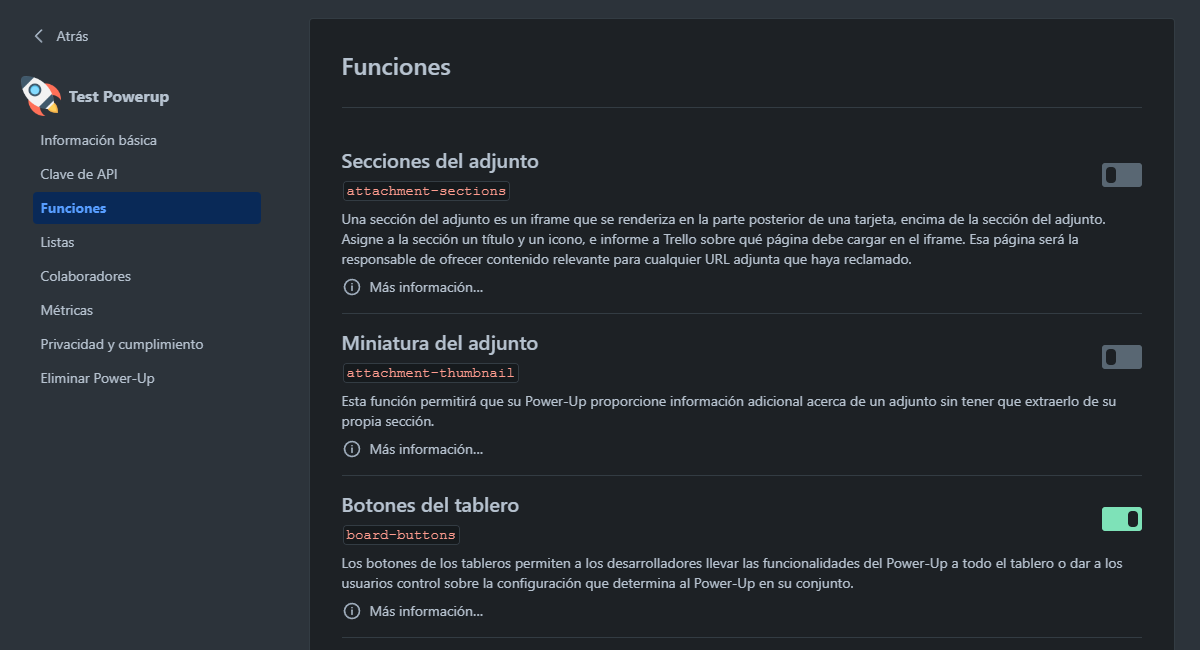 Atrás
Test Powerup
Información básica
Clave de API
Funciones
Listas
Colaboradores
Métricas
Privacidad y cumplimiento
Eliminar Power-Up
Funciones
Secciones del adjunto
attachment-sections
Una sección del adjunto es un iframe que se renderiza en la parte posterior de una tarjeta, encima de la sección del adjunto.
Asigne a la sección un título y un icono, e informe a Trello sobre qué página debe cargar en el iframe. Esa página será la
responsable de ofrecer contenido relevante para cualquier URL adjunta que haya reclamado.
Más información...
Miniatura del adjunto
attachment-thumbnail
Esta función permitirá que su Power-Up proporcione información adicional acerca de un adjunto sin tener que extraerlo de su
propia sección.
Más información...
Botones del tablero
board-buttons
Los botones de los tableros permiten a los desarrolladores llevar las funcionalidades del Power-Up a todo el tablero o dar a los
usuarios control sobre la configuración que determina al Power-Up en su conjunto.
Más información...